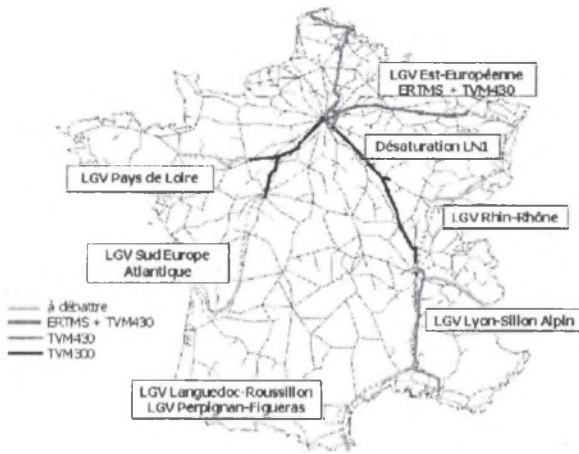 LGV Est-Européenne
ERTMS + TVM430
Désaturation LN1
LGV Pays de Loire
LGV Rhin-Rhône
LGV Sud Europe
Atlantique
à débattre
ERTMS + TVM430
TVM430
TVM300
LGV Lyon-Sillon Alpin
LGV Languedoc-Roussillon
LGV Perpignan-Figueras